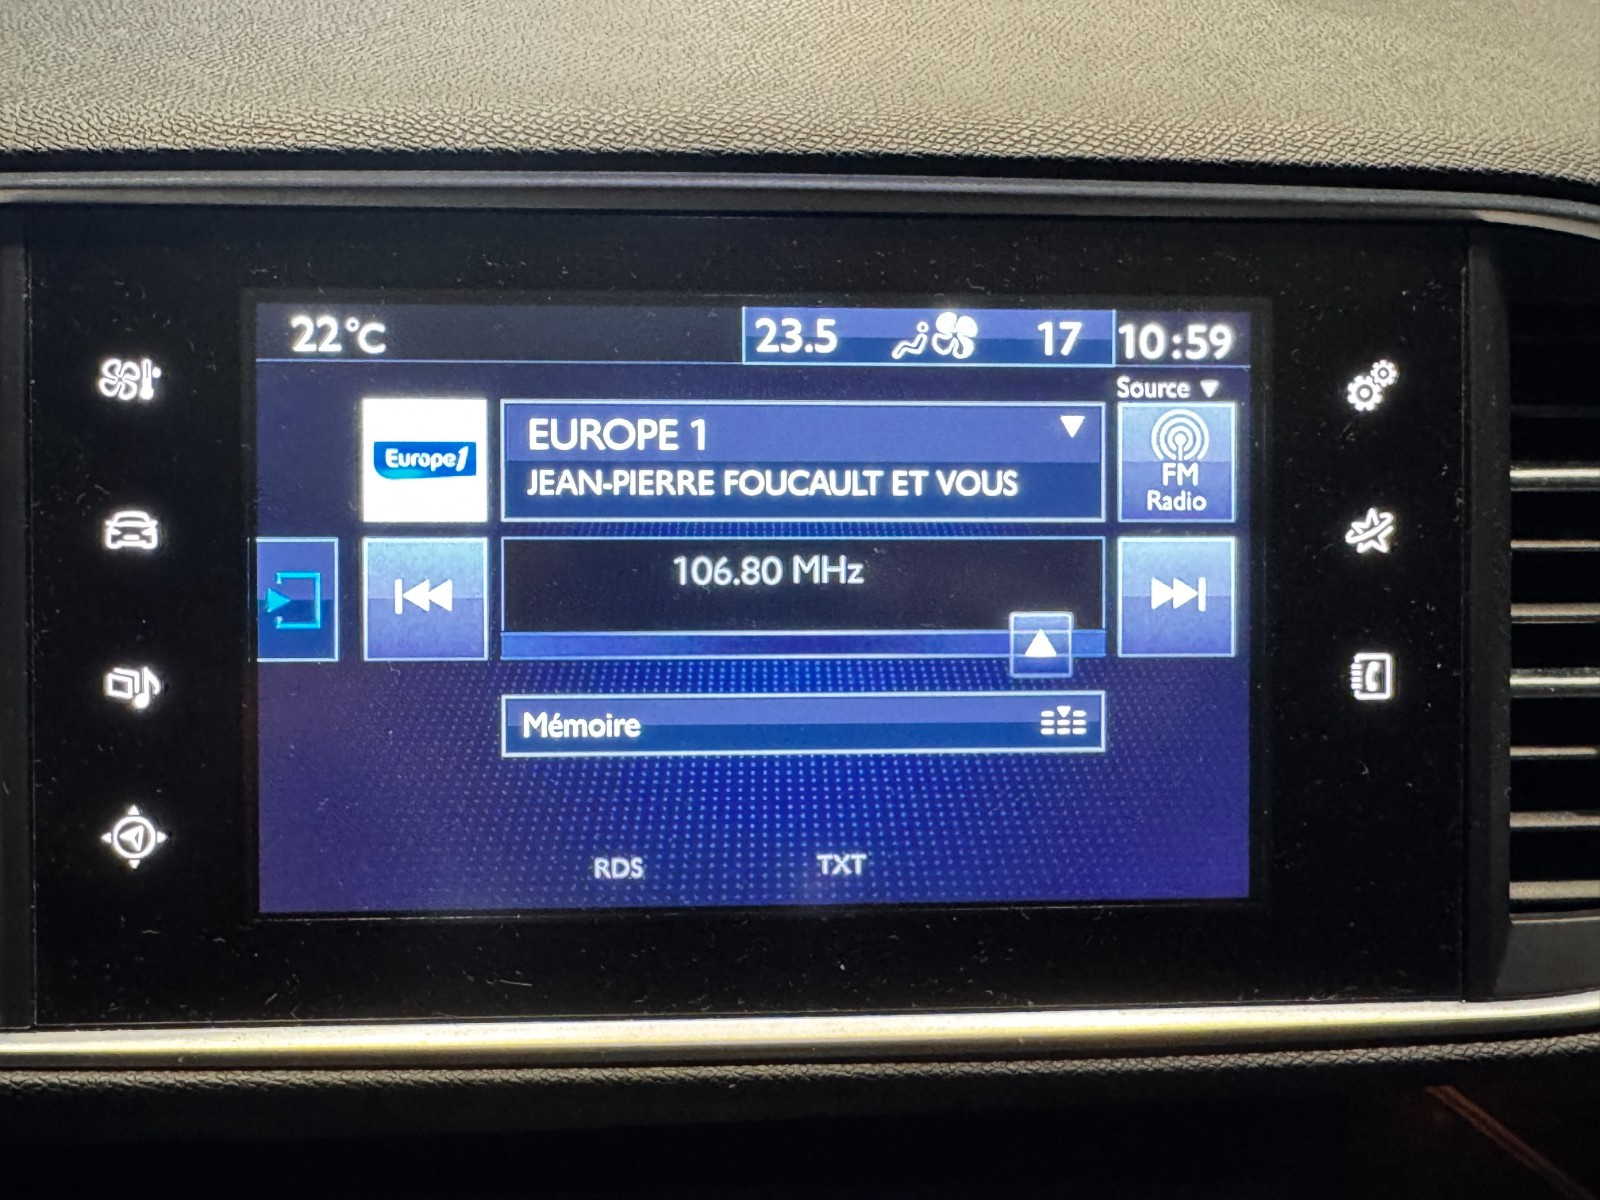 22°C
23.5
17
10:59
Source
Europe1
EUROPE 1
JEAN-PIERRE FOUCAULT ET VOUS
FM
Radio
106.80 MHz
Mémoire
RDS
TXT